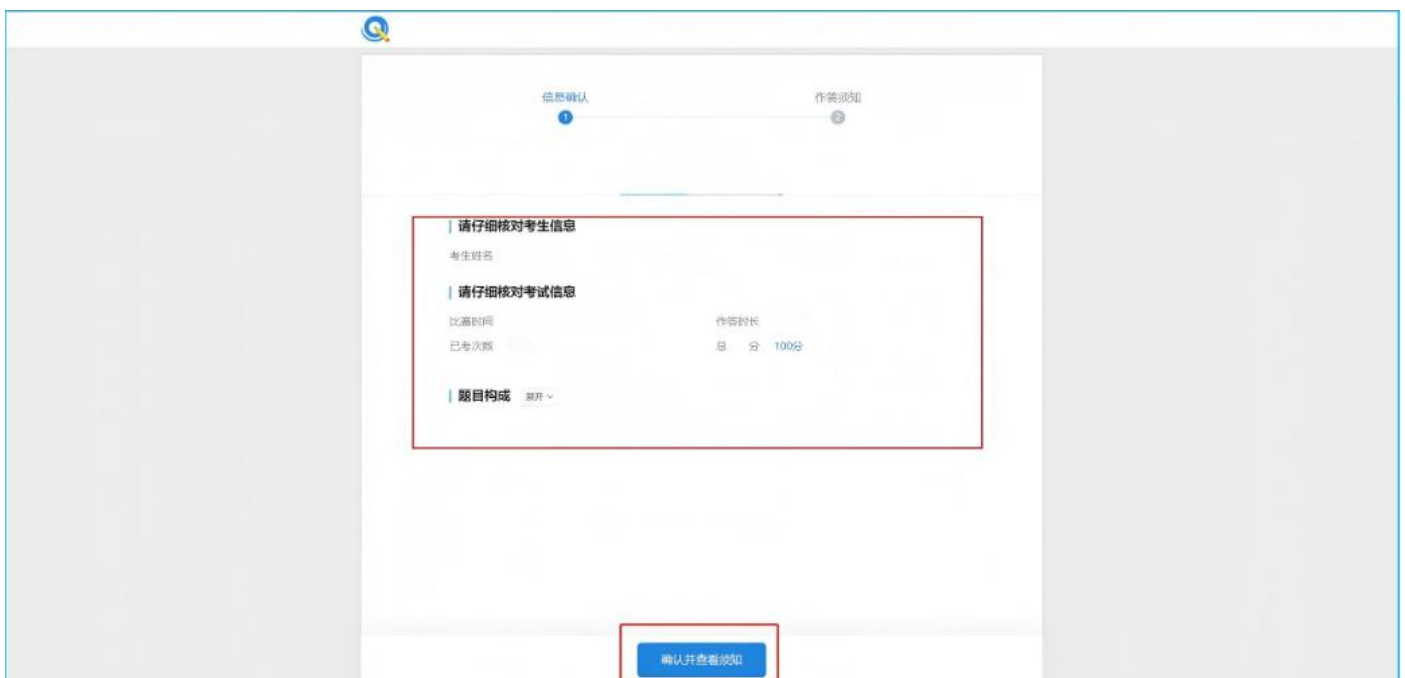 信息确认 作答须知
1 2
请仔细核对考生信息
考生姓名
请仔细核对考试信息
比赛时间 作答时长
已考次数 总 分 100分
题目构成 展开
确认并查看须知